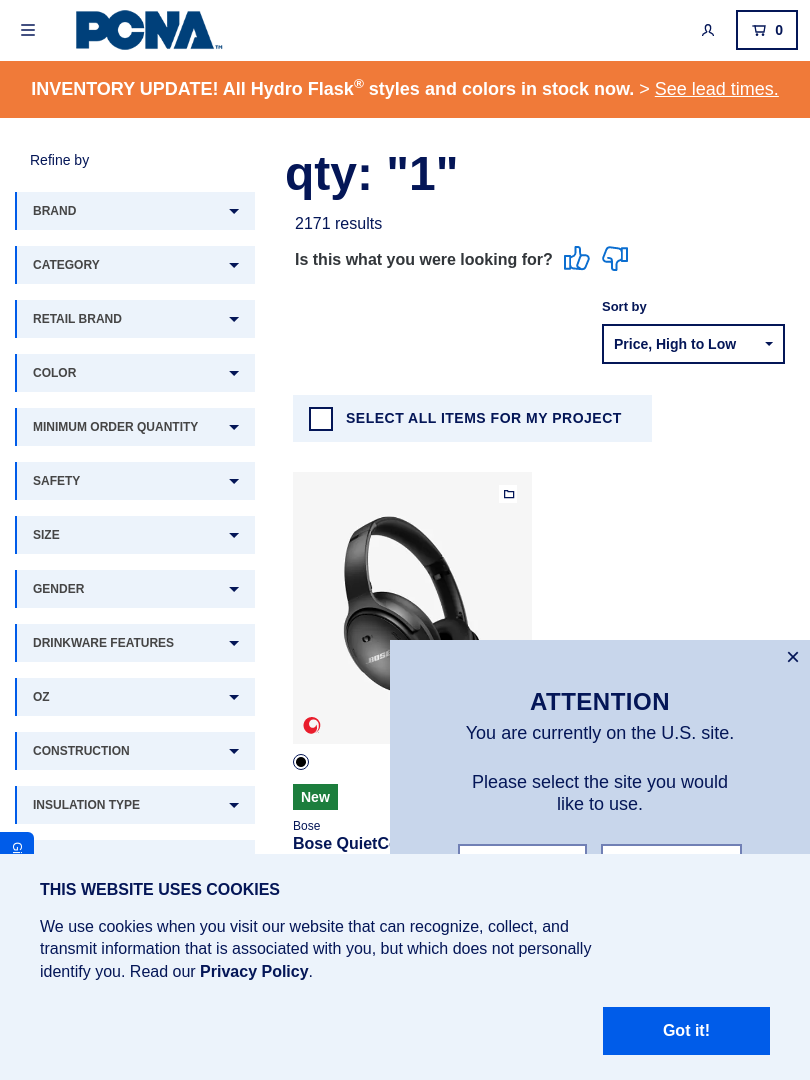 PCNA™
0
INVENTORY UPDATE! All Hydro Flask® styles and colors in stock now. > See lead times.
Refine by
BRAND
CATEGORY
RETAIL BRAND
COLOR
MINIMUM ORDER QUANTITY
SAFETY
SIZE
GENDER
DRINKWARE FEATURES
OZ
CONSTRUCTION
INSULATION TYPE
qty: "1"
2171 results
Is this what you were looking for?
Sort by
Price, High to Low
SELECT ALL ITEMS FOR MY PROJECT
BOSE
New
Bose
Bose QuietC
×
ATTENTION
You are currently on the U.S. site.
Please select the site you would
like to use.
THIS WEBSITE USES COOKIES
We use cookies when you visit our website that can recognize, collect, and
transmit information that is associated with you, but which does not personally
identify you. Read our Privacy Policy.
Got it!